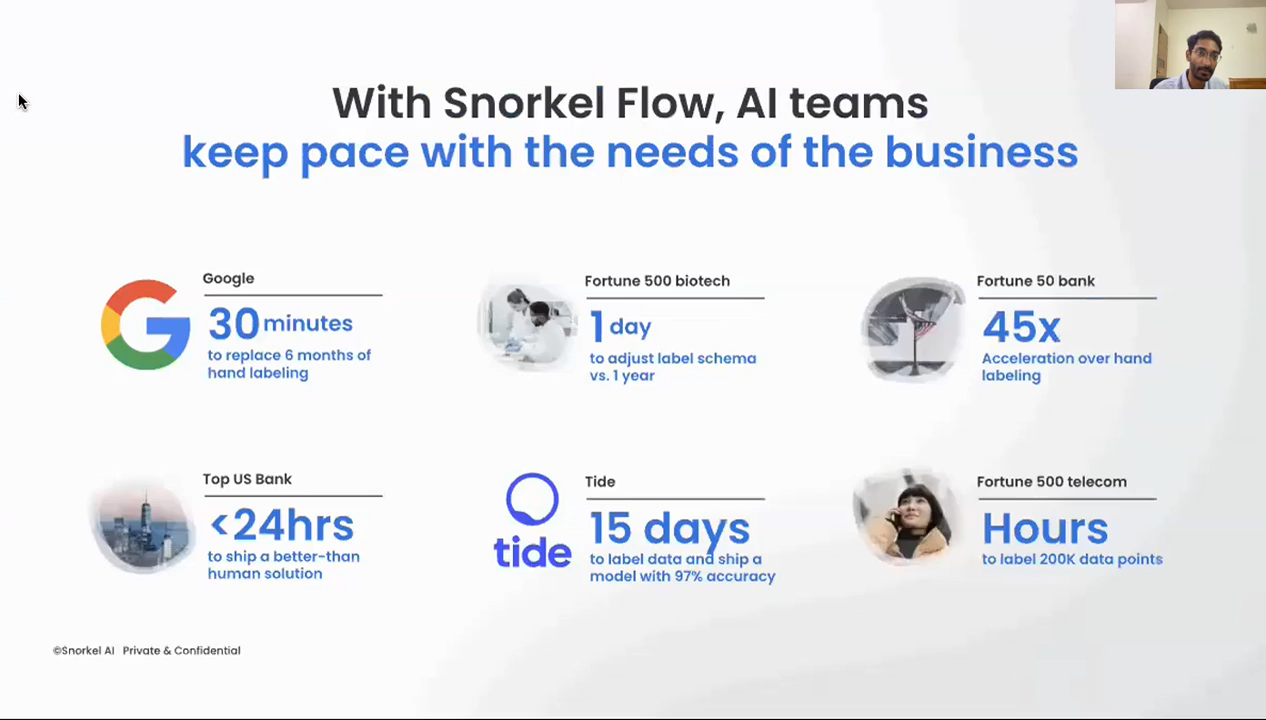 With Snorkel Flow, AI teams
keep pace with the needs of the business
Google
30 minutes
to replace 6 months of
hand labeling
Fortune 500 biotech
1 day
to adjust label schema
vs. 1 year
Fortune 50 bank
45x
Acceleration over hand
labeling
Top US Bank
<24hrs
to ship a better-than
human solution
tide
Tide
15 days
to label data and ship a
model with 97% accuracy
Fortune 500 telecom
Hours
to label 200K data points
©Snorkel AI Private & Confidential